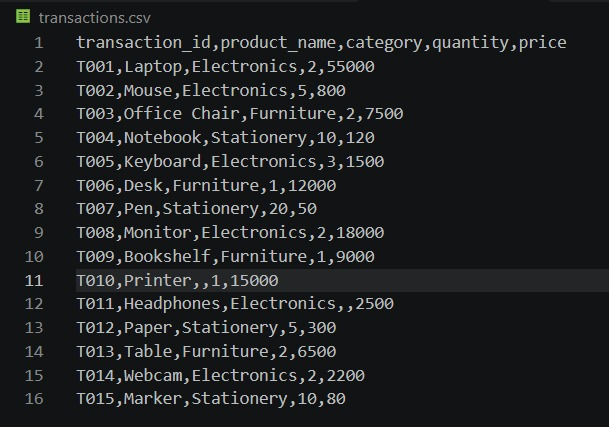 transactions.csv
1 transaction_id,product_name,category,quantity,price
2 T001,Laptop,Electronics,2,55000
3 T002,Mouse,Electronics,5,800
4 T003,Office Chair,Furniture,2,7500
5 T004,Notebook,Stationery,10,120
6 T005,Keyboard,Electronics,3,1500
7 T006,Desk,Furniture,1,12000
8 T007,Pen,Stationery,20,50
9 T008,Monitor,Electronics,2,18000
10 T009,Bookshelf,Furniture,1,9000
11 T010,Printer,,1,15000
12 T011,Headphones,Electronics,,2500
13 T012,Paper,Stationery,5,300
14 T013,Table,Furniture,2,6500
15 T014,Webcam,Electronics,2,2200
16 T015,Marker,Stationery,10,80